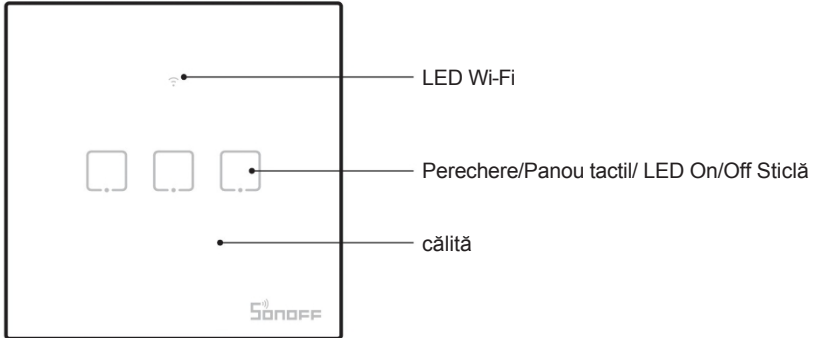 LED Wi-Fi
Perechere/Panou tactil/ LED On/Off Sticlă
călită
SONOFF